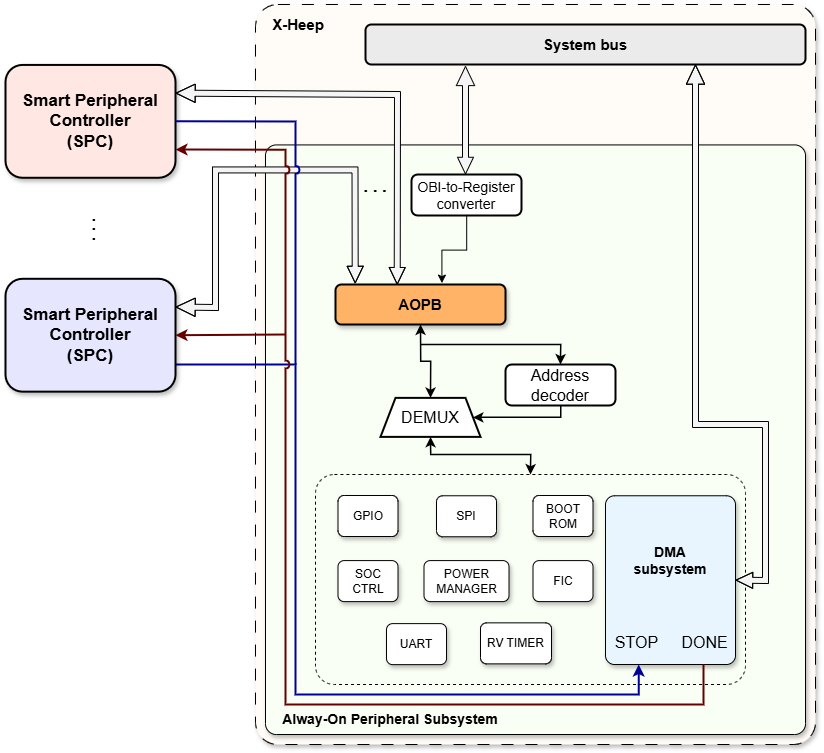 X-Heep
System bus
Smart Peripheral
Controller
(SPC)
OBI-to-Register
converter
...
Smart Peripheral
Controller
(SPC)
AOPB
Address
decoder
DEMUX
GPIO
SPI
BOOT
ROM
DMA
subsystem
SOC
CTRL
POWER
MANAGER
FIC
UART
RV TIMER
STOP
DONE
Alway-On Peripheral Subsystem